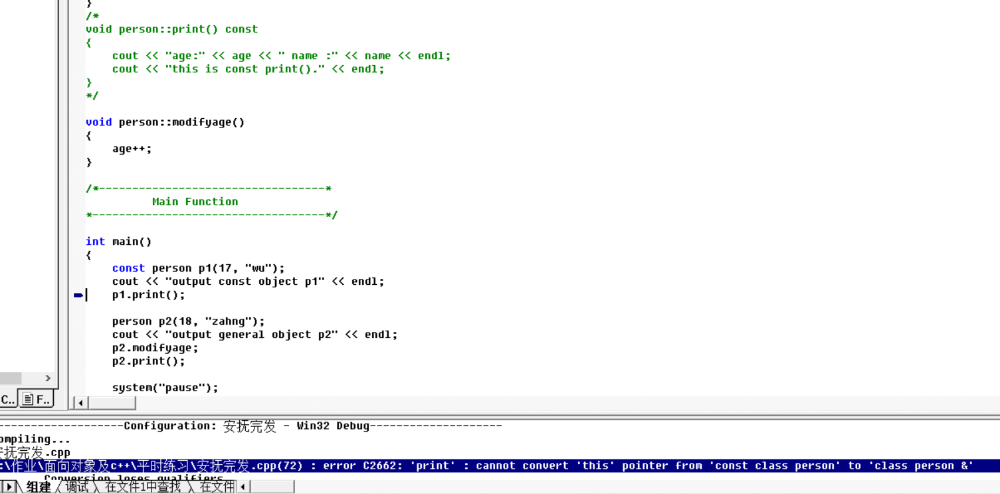 }
/*
void person::print() const
{
cout << "age:" << age << " name :" << name << endl;
cout << "this is const print()." << endl;
}
*/
void person::modifyage()
{
age++;
}
/*----------------------------------*
Main Function
*-----------------------------------*/
int main()
{
const person p1(17, "wu");
cout << "output const object p1" << endl;
p1.print();
person p2(18, "zahng");
cout << "output general object p2" << endl;
p2.modifyage;
p2.print();
system("pause");
C.. F..
-------------------Configuration: 安抚完发 - Win32 Debug--------------------
ompiling...
安抚完发.cpp
:\作业\面向对象及c++\平时练习\安抚完发.cpp(72) : error C2662: 'print' : cannot convert 'this' pointer from 'const class person' to 'class person &'
Conversion loses qualifiers
组建 调试 在文件1中查找 在文件